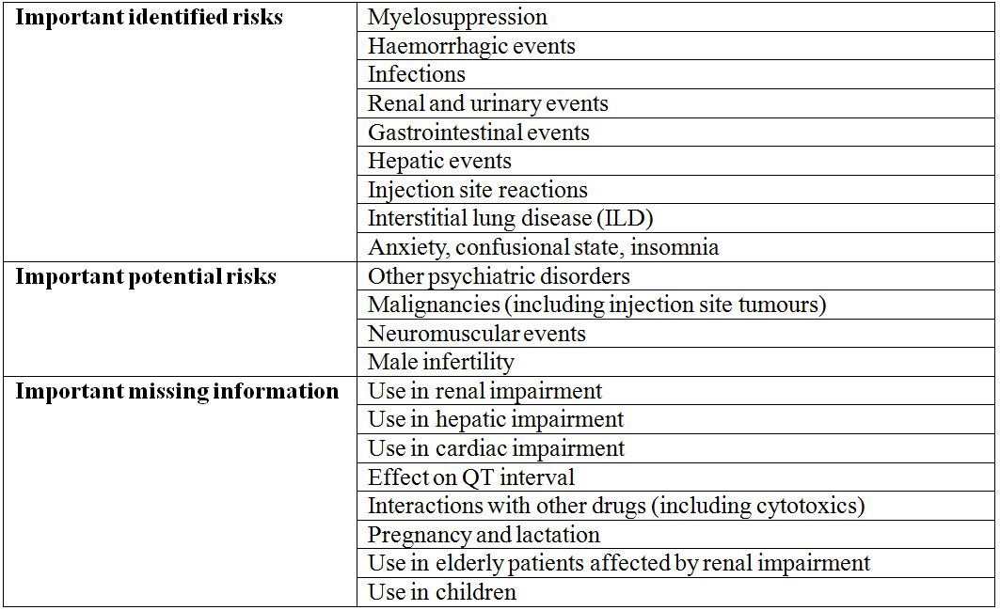 Important identified risks
Myelosuppression
Haemorrhagic events
Infections
Renal and urinary events
Gastrointestinal events
Hepatic events
Injection site reactions
Interstitial lung disease (ILD)
Anxiety, confusional state, insomnia
Important potential risks
Other psychiatric disorders
Malignancies (including injection site tumours)
Neuromuscular events
Male infertility
Important missing information
Use in renal impairment
Use in hepatic impairment
Use in cardiac impairment
Effect on QT interval
Interactions with other drugs (including cytotoxics)
Pregnancy and lactation
Use in elderly patients affected by renal impairment
Use in children